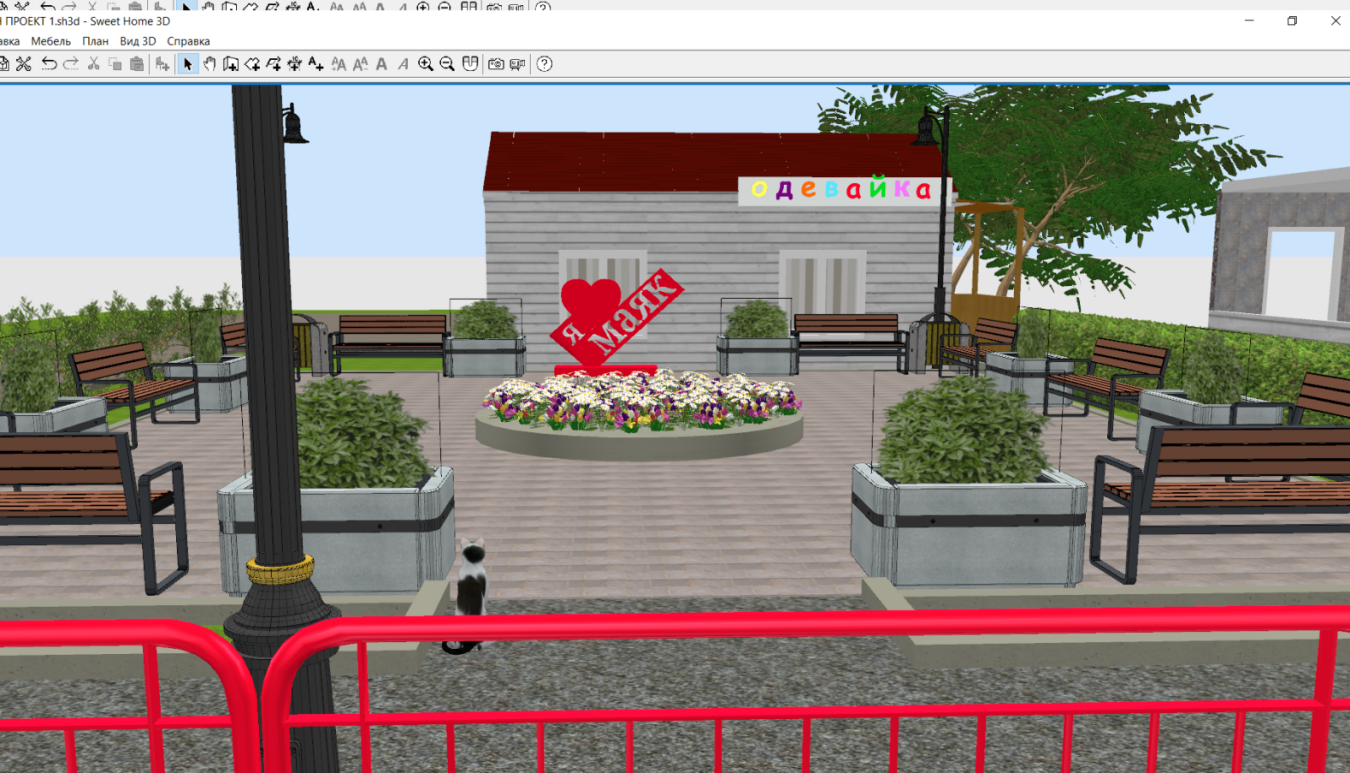 ПРОЕКТ 1.sh3d - Sweet Home 3D
Мебель План Вид 3D Справка
одевайка
я
маяк